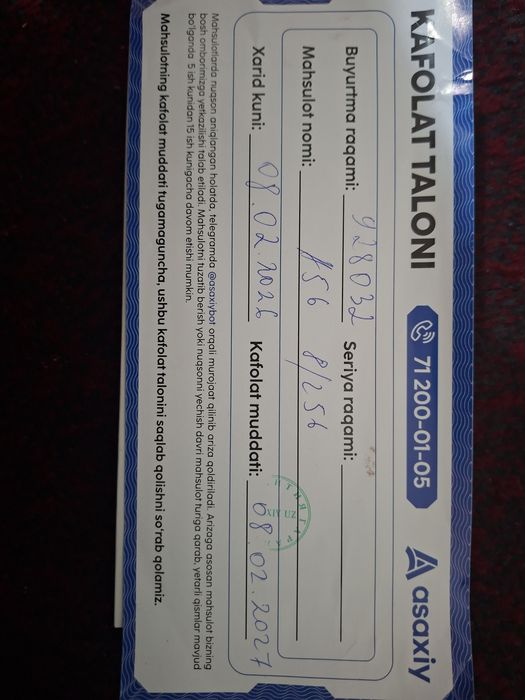 KAFOLAT TALONI
71 200-01-05
asaxiy
Buyurtma raqami: 928032 Seriya raqami:
Mahsulot nomi: A56 8/256
Xarid kuni: 08.02.2026 Kafolat muddati: 08.02.2027
Mahsulotlarda nuqson aniqlangan holatda, telegramda @asaxiybot orqali murojaat qilinib ariza qoldiriladi. Arizaga asosan mahsulot bizning
bosh omborimizga yetkazilishi talab etiladi. Mahsulotni tuzatib berish yoki nuqsonni yechish davri mahsulot turiga qarab, yetarli qismlar mavjud
bo'lganda 5 ish kunidan 15 ish kunigacha davom etishi mumkin.
Mahsulotning kafolat muddati tugamaguncha, ushbu kafolat talonini saqlab qolishni so'rab qolamiz.